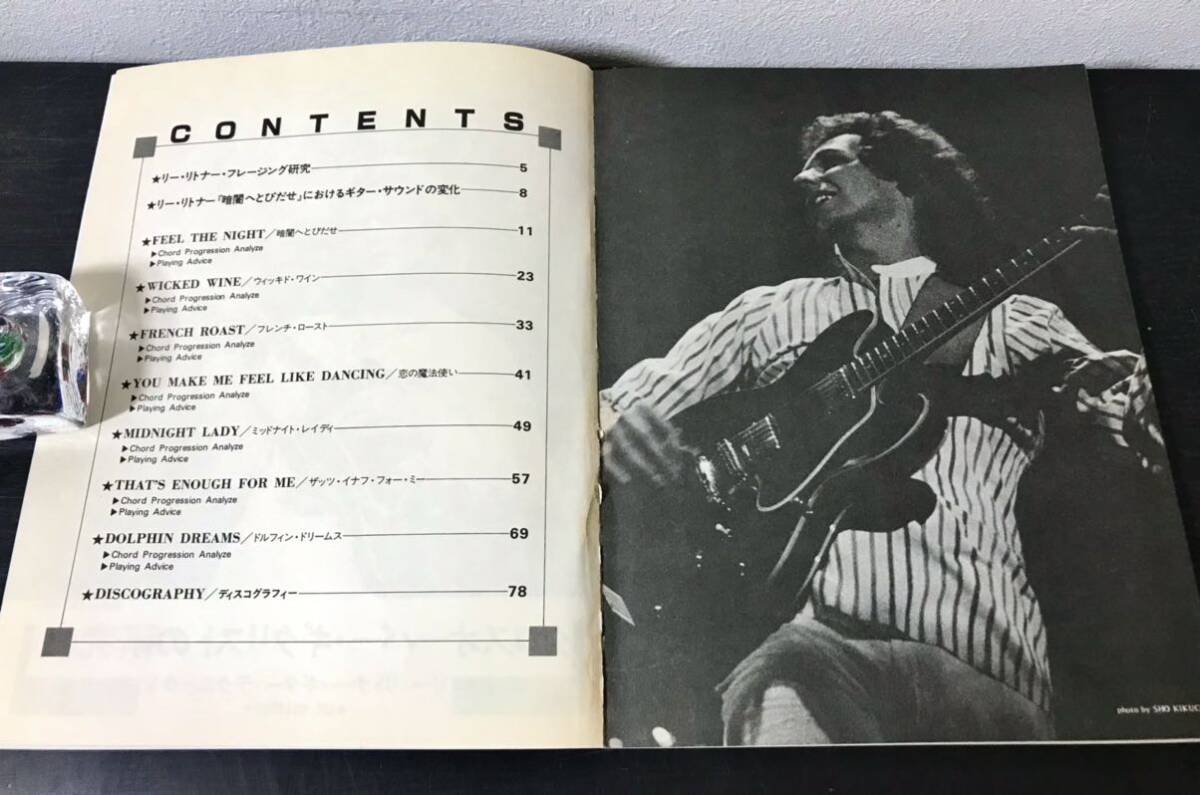 CONTENTS
★リー・リトナー・フレージング研究 5
★リー・リトナー「暗闇へとびだせ」におけるギター・サウンドの変化 8
★FEEL THE NIGHT／暗闇へとびだせ 11
▶Chord Progression Analyze
▶Playing Advice
★WICKED WINE／ウィッキド・ワイン 23
▶Chord Progression Analyze
▶Playing Advice
★FRENCH ROAST／フレンチ・ロースト 33
▶Chord Progression Analyze
▶Playing Advice
★YOU MAKE ME FEEL LIKE DANCING／恋の魔法使い 41
▶Chord Progression Analyze
▶Playing Advice
★MIDNIGHT LADY／ミッドナイト・レイディ 49
▶Chord Progression Analyze
▶Playing Advice
★THAT'S ENOUGH FOR ME／ザッツ・イナフ・フォー・ミー 57
▶Chord Progression Analyze
▶Playing Advice
★DOLPHIN DREAMS／ドルフィン・ドリームス 69
▶Chord Progression Analyze
▶Playing Advice
★DISCOGRAPHY／ディスコグラフィー 78
photo by SHO KIKUC